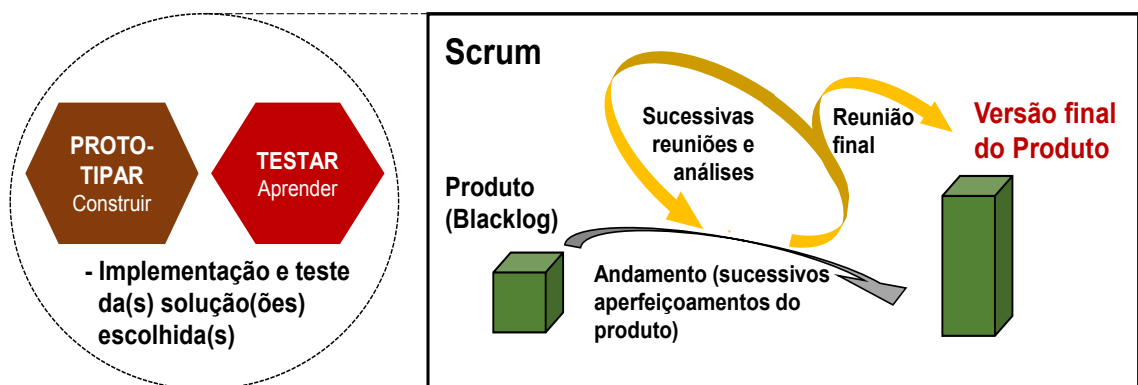 PROTO-
TIPAR
Construir
TESTAR
Aprender
- Implementação e teste
da(s) solução(ões)
escolhida(s)
Scrum
Sucessivas
reuniões e
análises
Reunião
final
Versão final
do Produto
Produto
(Blacklog)
Andamento (sucessivos
aperfeiçoamentos do
produto)